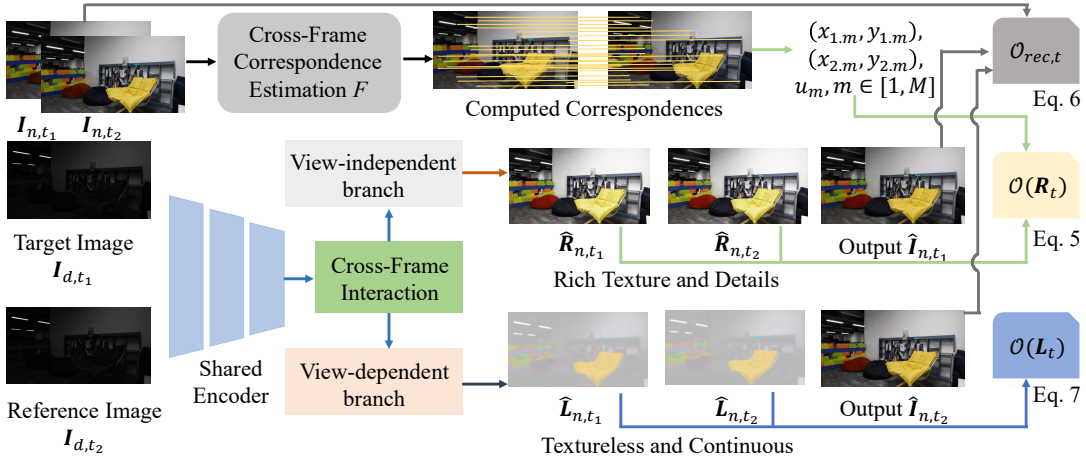 Cross-Frame
Correspondence
Estimation F
I_{n,t_1} I_{n,t_2}
Computed Correspondences
(x_{1.m}, y_{1.m}),
(x_{2.m}, y_{2.m}),
u_m, m ∈ [1, M]
𝒪_{rec,t}
Eq. 6
Target Image
I_{d,t_1}
Reference Image
I_{d,t_2}
Shared
Encoder
View-independent
branch
Cross-Frame
Interaction
View-dependent
branch
R̂_{n,t_1} R̂_{n,t_2} Output Î_{n,t_1}
Rich Texture and Details
𝒪(R_t)
Eq. 5
L̂_{n,t_1} L̂_{n,t_2} Output Î_{n,t_2}
Textureless and Continuous
𝒪(L_t)
Eq. 7